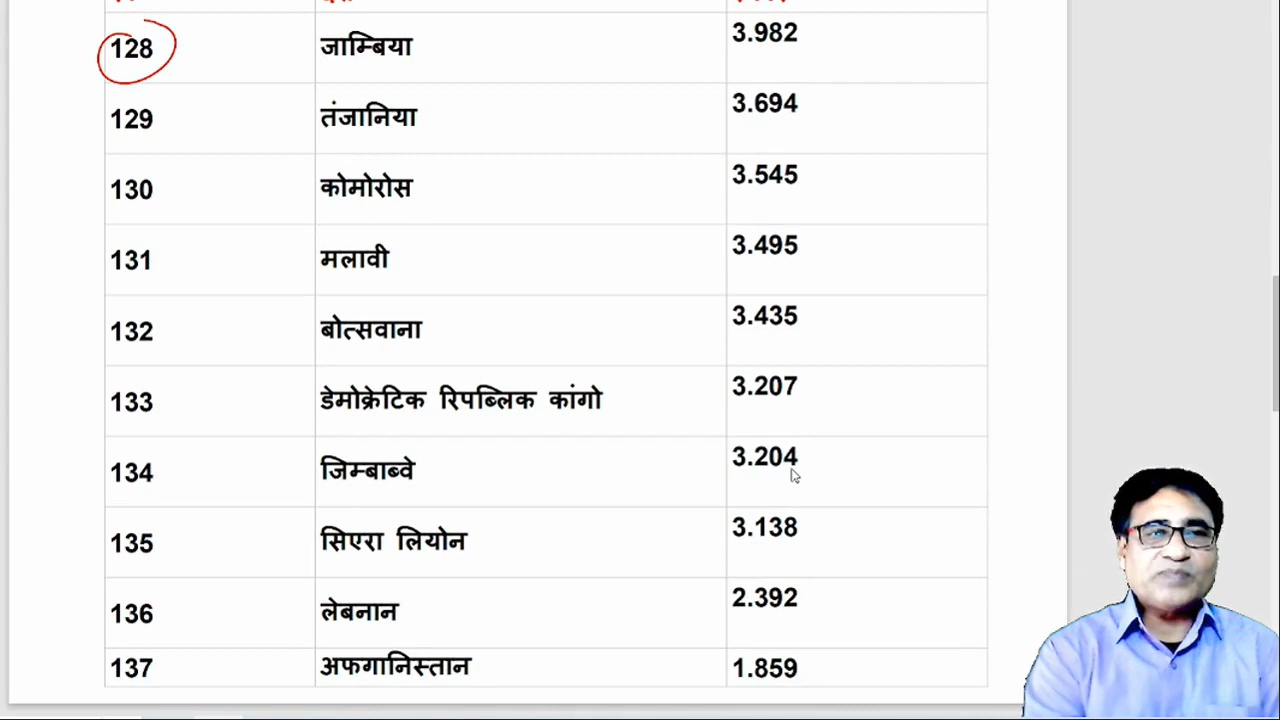 128 जाम्बिया 3.982
129 तंजानिया 3.694
130 कोमोरोस 3.545
131 मलावी 3.495
132 बोत्सवाना 3.435
133 डेमोक्रेटिक रिपब्लिक कांगो 3.207
134 जिम्बाब्वे 3.204
135 सिएरा लियोन 3.138
136 लेबनान 2.392
137 अफगानिस्तान 1.859